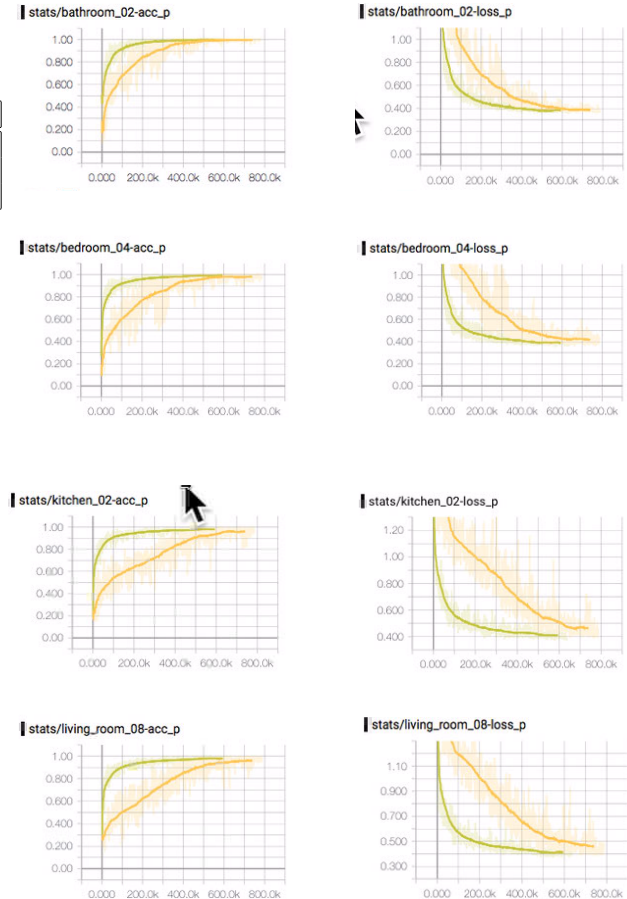 stats/bathroom_02-acc_p
1.00
0.800
0.600
0.400
0.200
0.00
0.000 200.0k 400.0k 600.0k 800.0k
stats/bathroom_02-loss_p
1.00
0.800
0.600
0.400
0.200
0.00
0.000 200.0k 400.0k 600.0k 800.0k
stats/bedroom_04-acc_p
1.00
0.800
0.600
0.400
0.200
0.00
0.000 200.0k 400.0k 600.0k 800.0k
stats/bedroom_04-loss_p
1.00
0.800
0.600
0.400
0.200
0.00
0.000 200.0k 400.0k 600.0k 800.0k
stats/kitchen_02-acc_p
1.00
0.800
0.600
0.400
0.200
0.00
0.000 200.0k 400.0k 600.0k 800.0k
stats/kitchen_02-loss_p
1.20
1.00
0.800
0.600
0.400
0.000 200.0k 400.0k 600.0k 800.0k
stats/living_room_08-acc_p
1.00
0.800
0.600
0.400
0.200
0.00
0.000 200.0k 400.0k 600.0k 800.0k
stats/living_room_08-loss_p
1.10
0.900
0.700
0.500
0.300
0.000 200.0k 400.0k 600.0k 800.0k